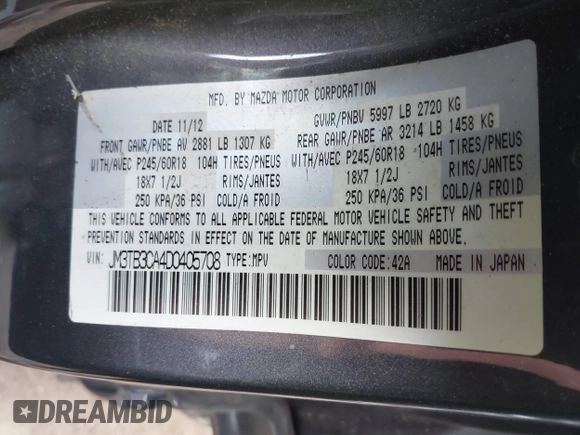 MFD. BY MAZDA MOTOR CORPORATION
DATE 11/12 GVWR/PNBV 5997 LB 2720 KG
FRONT GAWR/PNBE AV 2881 LB 1307 KG REAR GAWR/PNBE AR 3214 LB 1458 KG
WITH/AVEC P245/60R18 104H TIRES/PNEUS WITH/AVEC P245/60R18 104H TIRES/PNEUS
18X7 1/2J RIMS/JANTES 18X7 1/2J RIMS/JANTES
250 KPA/36 PSI COLD/A FROID 250 KPA/36 PSI COLD/A FROID
THIS VEHICLE CONFORMS TO ALL APPLICABLE FEDERAL MOTOR VEHICLE SAFETY AND THEFT
PREVENTION STANDARDS IN EFFECT ON THE DATE OF MANUFACTURE SHOWN ABOVE.
VIN: JM3TB3CA4D0405708 TYPE:MPV COLOR CODE:42A MADE IN JAPAN
DREAMBID